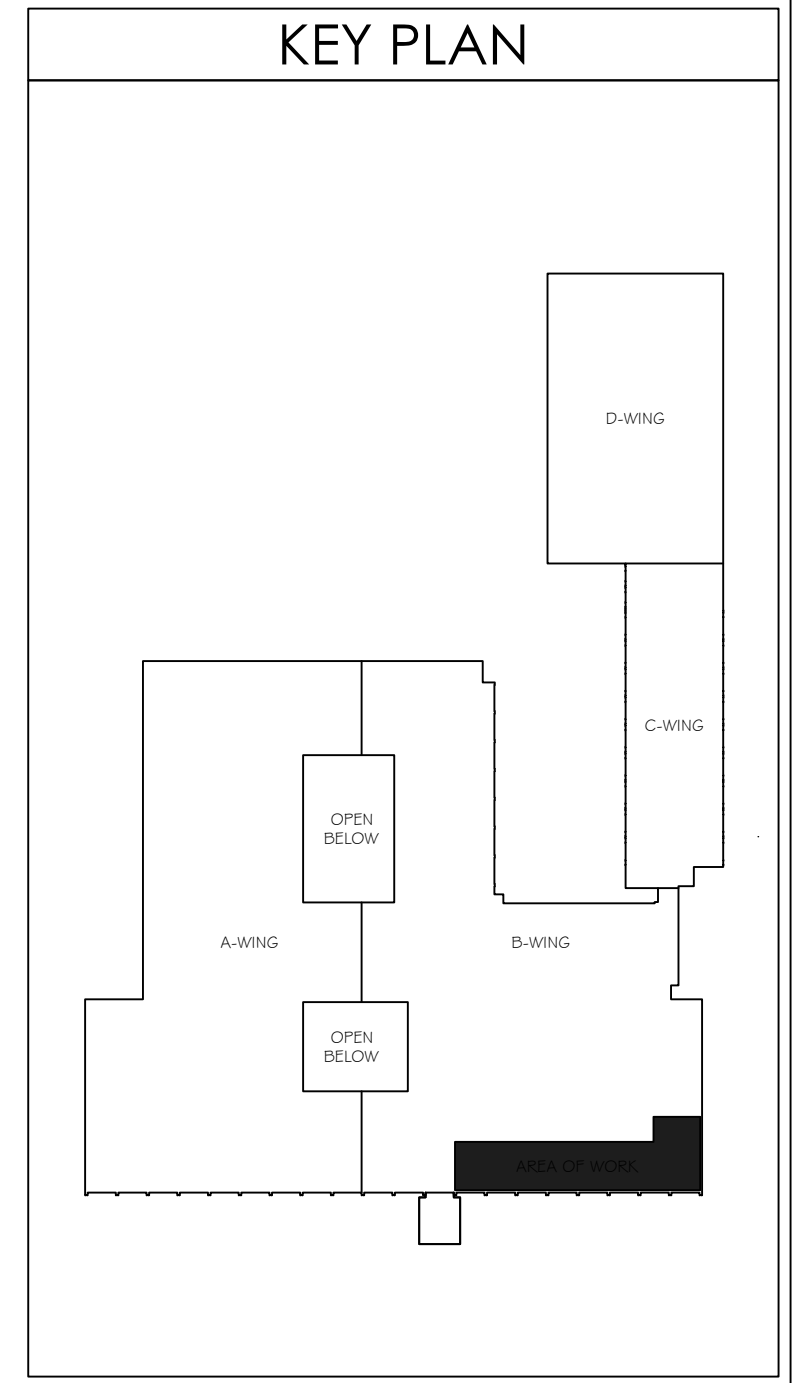 KEY PLAN
D-WING
C-WING
OPEN
BELOW
A-WING
B-WING
OPEN
BELOW
AREA OF WORK